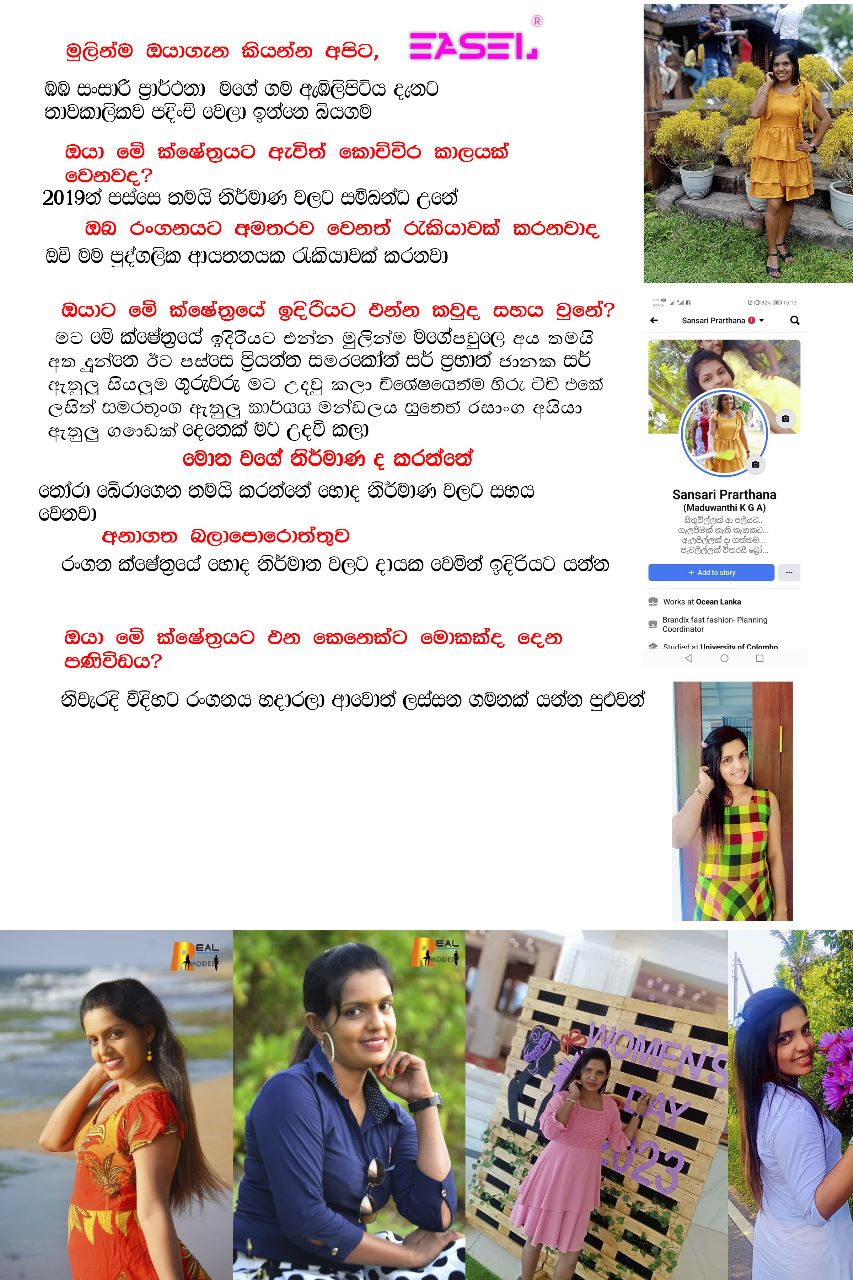 මුලින්ම ඔයාගැන කියන්න අපිට,
EASEL ®
ඔබ සංසාරී ප්‍රාර්ථනා මගේ ගම ඇඹිලිපිටිය දැනට
තාවකාලිකව පදිංචි වෙලා ඉන්නෙ බියගම
ඔයා මේ ක්ෂේත්‍රයට ඇවිත් කොච්චිර කාලයක්
වෙනවද?
2019න් පස්සෙ තමයි නිර්මාණ වලට සම්බන්ධ උනේ
ඔබ රංගනයට අමතරව වෙනත් රැකියාවක් කරනවාද
ඔව් මම පුද්ගලික ආයතනයක රැකියාවක් කරනවා
ඔයාට මේ ක්ෂේත්‍රයේ ඉදිරියට එන්න කවුද සහය වුනේ?
මට මේ ක්ෂේත්‍රයේ ඉදිරියට එන්න මුලින්ම මගේපවුලෙ අය තමයි
අත දුන්නෙ ඊට පස්සෙ ප්‍රියන්ත සමරකෝන් සර් ප්‍රභාත් ජානක සර්
ඇතුලු සියලුම ගුරුවරු මට උදවු කලා විශේෂයෙන්ම හිරු ටීවී එකේ
ලසිත් සමරතුංග ඇතුලු කාර්යය මන්ඩලය සුනෙත් රසාංග අයියා
ඇතුලු ගොඩක් දෙනෙක් මට උදව් කලා
මොන වගේ නිර්මාණ ද කරන්නේ
තෝරා බේරාගෙන තමයි කරන්නේ හොද නිර්මාණ වලට සහය
වෙනවා
අනාගත බලාපොරොත්තුව
රංගන ක්ෂේත්‍රයේ හොද නිර්මාන වලට දායක වෙමින් ඉදිරියට යන්න
ඔයා මේ ක්ෂේත්‍රයට එන කෙනෙක්ට මොකක්ද දෙන
පණිවිඩය?
නිවැරදි විදිහට රංගනය හදාරලා ආවොත් ලස්සන ගමනක් යන්න පුළුවන්
15:13
Sansari Prarthana
Sansari Prarthana
(Maduwanthi K G A)
+ Add to story
Works at Ocean Lanka
Brandix fast fashion- Planning
Coordinator
Studied at University of Colombo
REAL
MODELS
REAL
MODELS
WOMEN'S
DAY
2023